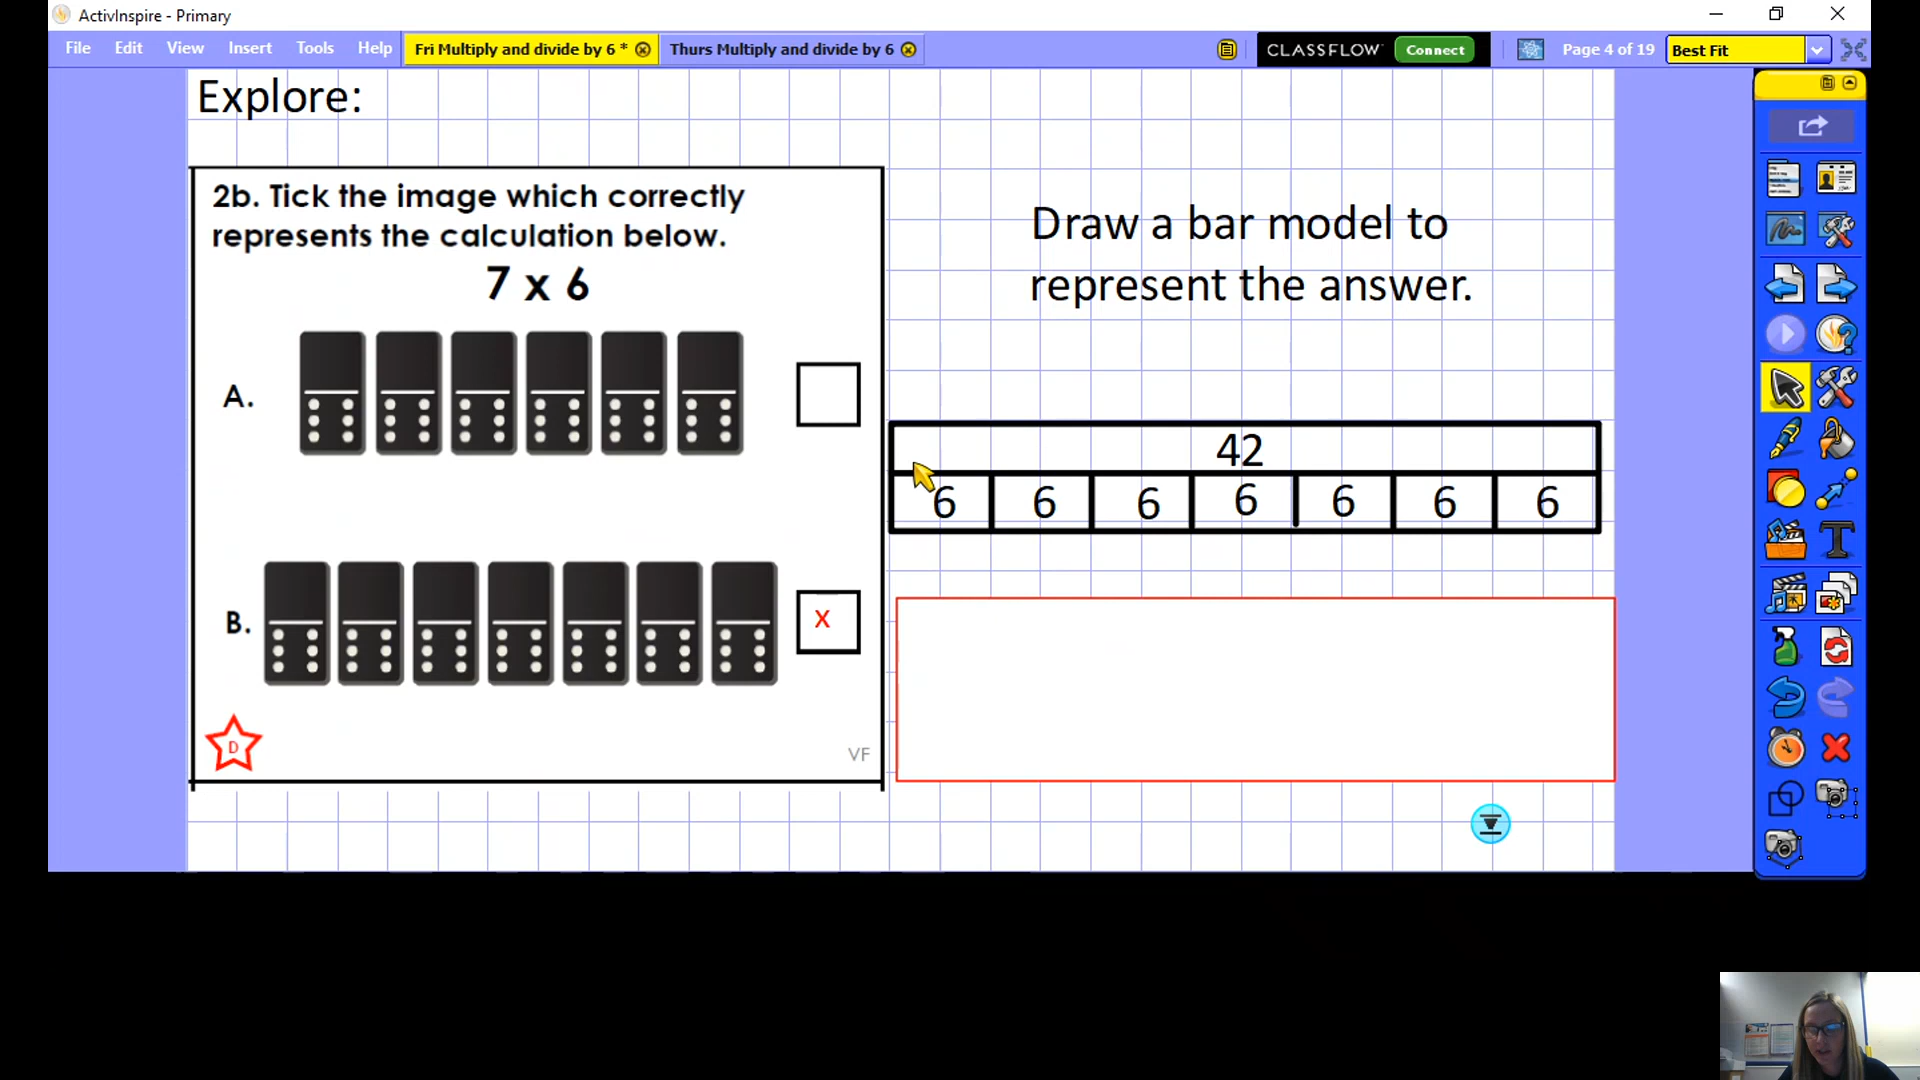 ActivInspire - Primary
File Edit View Insert Tools Help Fri Multiply and divide by 6 * Thurs Multiply and divide by 6 CLASSFLOW Connect Page 4 of 19 Best Fit
Explore:
2b. Tick the image which correctly
represents the calculation below.
7 x 6
A.
B. x
D
VF
Draw a bar model to
represent the answer.
42
6 6 6 6 6 6 6